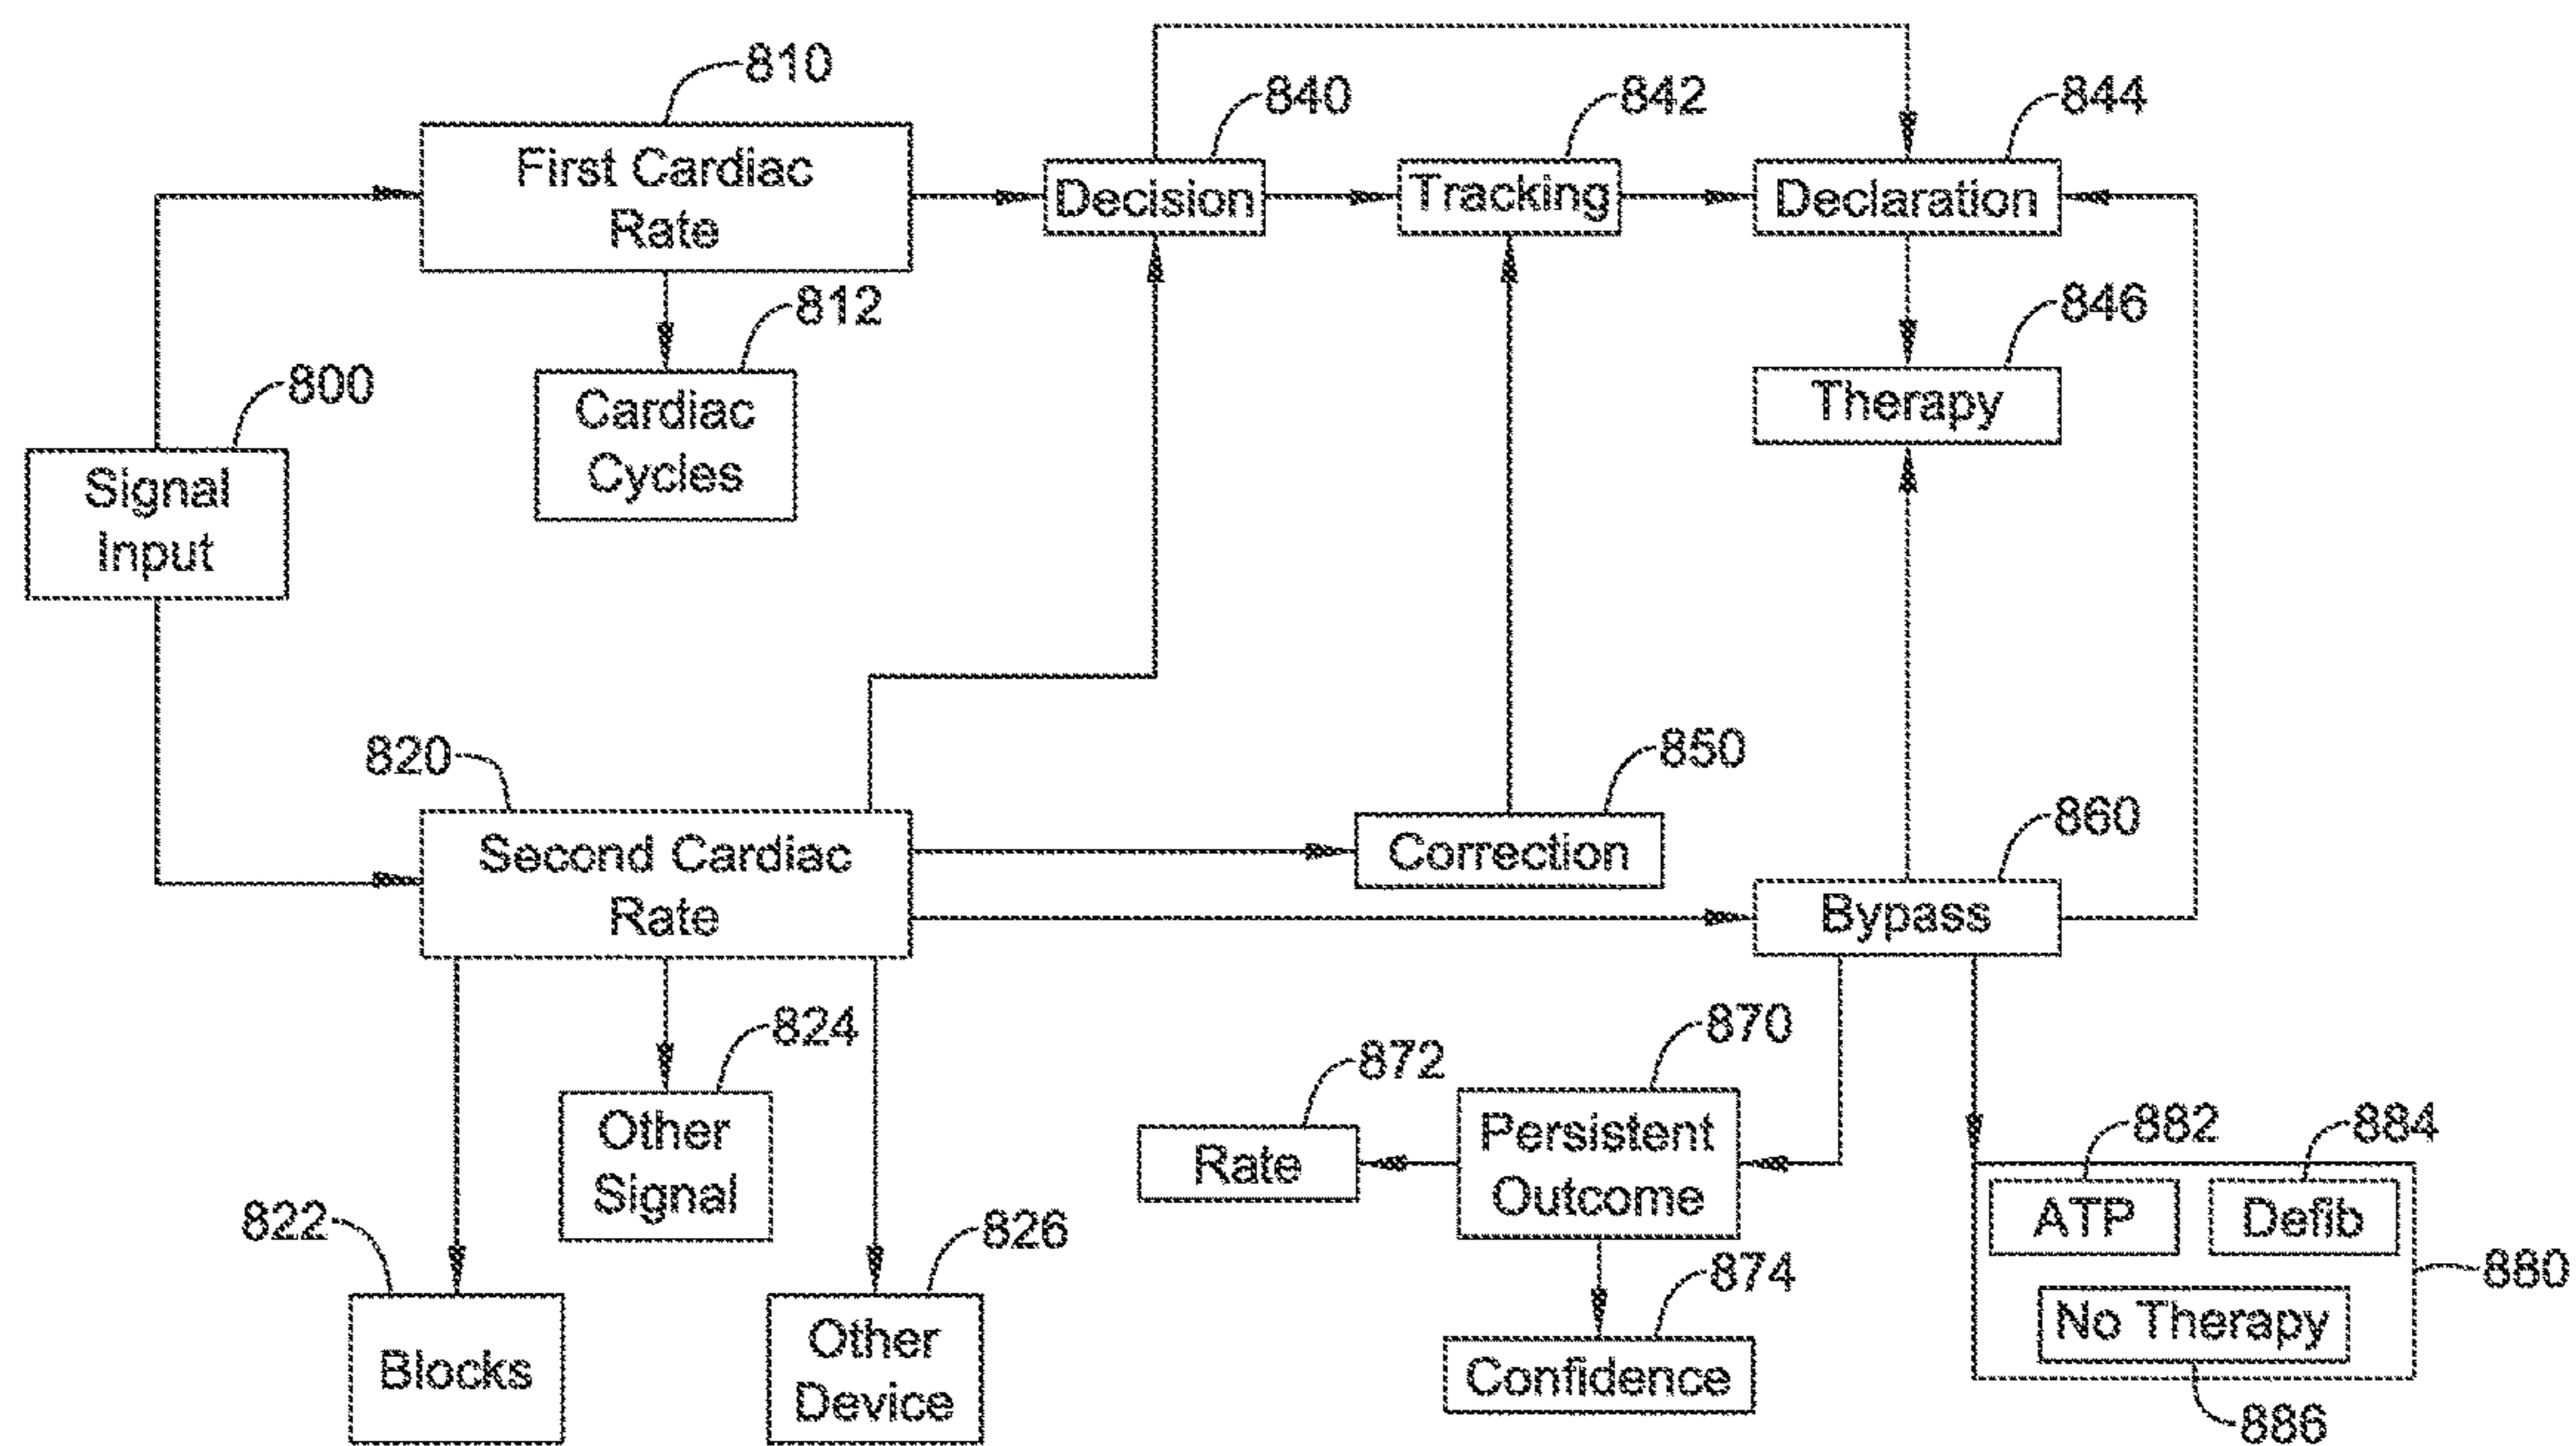 810
First Cardiac
Rate
840
842
844
Decision
Tracking
Declaration
812
Cardiac
Cycles
846
Therapy
800
Signal
Input
820
Second Cardiac
Rate
850
Correction
860
Bypass
824
Other
Signal
822
Blocks
826
Other
Device
870
Persistent
Outcome
872
Rate
874
Confidence
882
ATP
884
Defib
880
No Therapy
886